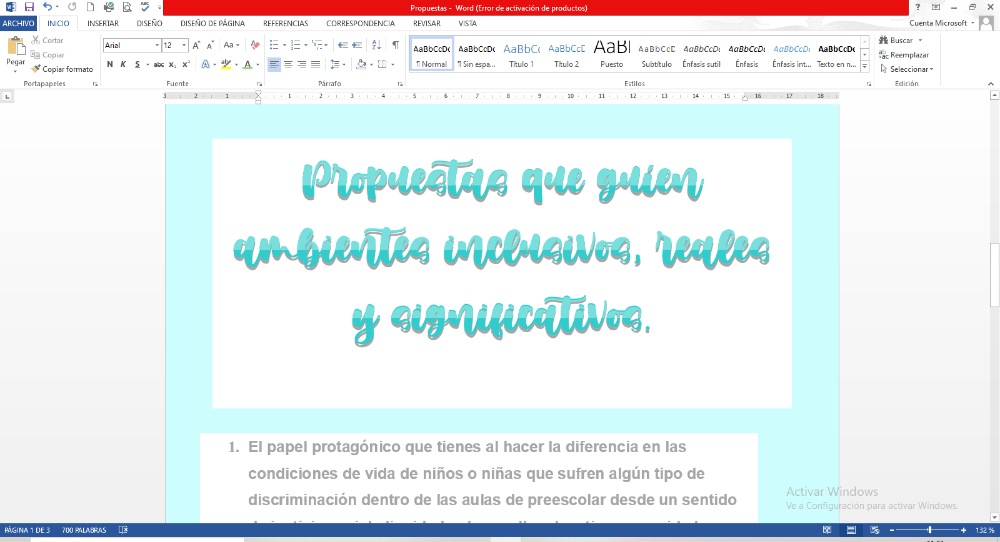 Propuestas - Word (Error de activación de productos)
ARCHIVO INICIO INSERTAR DISEÑO DISEÑO DE PÁGINA REFERENCIAS CORRESPONDENCIA REVISAR VISTA Cuenta Microsoft
Pegar
Cortar
Copiar
Copiar formato
Portapapeles
Arial 12
N K S abc x₂ x²
Fuente
Párrafo
AaBbCcDc AaBbCcDc AaBbCc AaBbCcD AaB AaBbCcD AaBbCcDc AaBbCcDc AaBbCcDc AaBbCcDc
¶ Normal ¶ Sin espa... Título 1 Título 2 Puesto Subtítulo Énfasis sutil Énfasis Énfasis int... Texto en n...
Estilos
Buscar
Reemplazar
Seleccionar
Edición
3 2 1 1 2 3 4 5 6 7 8 9 10 11 12 13 14 15 16 17 18
Propuestas que guíen
ambientes inclusivos, reales
y significativos.
1. El papel protagónico que tienes al hacer la diferencia en las
condiciones de vida de niños o niñas que sufren algún tipo de
discriminación dentro de las aulas de preescolar desde un sentido
Activar Windows
Ve a Configuración para activar Windows.
PÁGINA 1 DE 3 700 PALABRAS 132 %